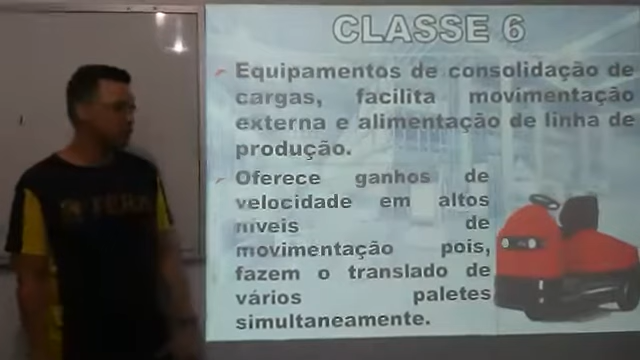 CLASSE 6
Equipamentos de consolidação de
cargas, facilita movimentação
externa e alimentação de linha de
produção.
Oferece ganhos de
velocidade em altos
níveis de
movimentação pois,
fazem o translado de
vários paletes
simultaneamente.